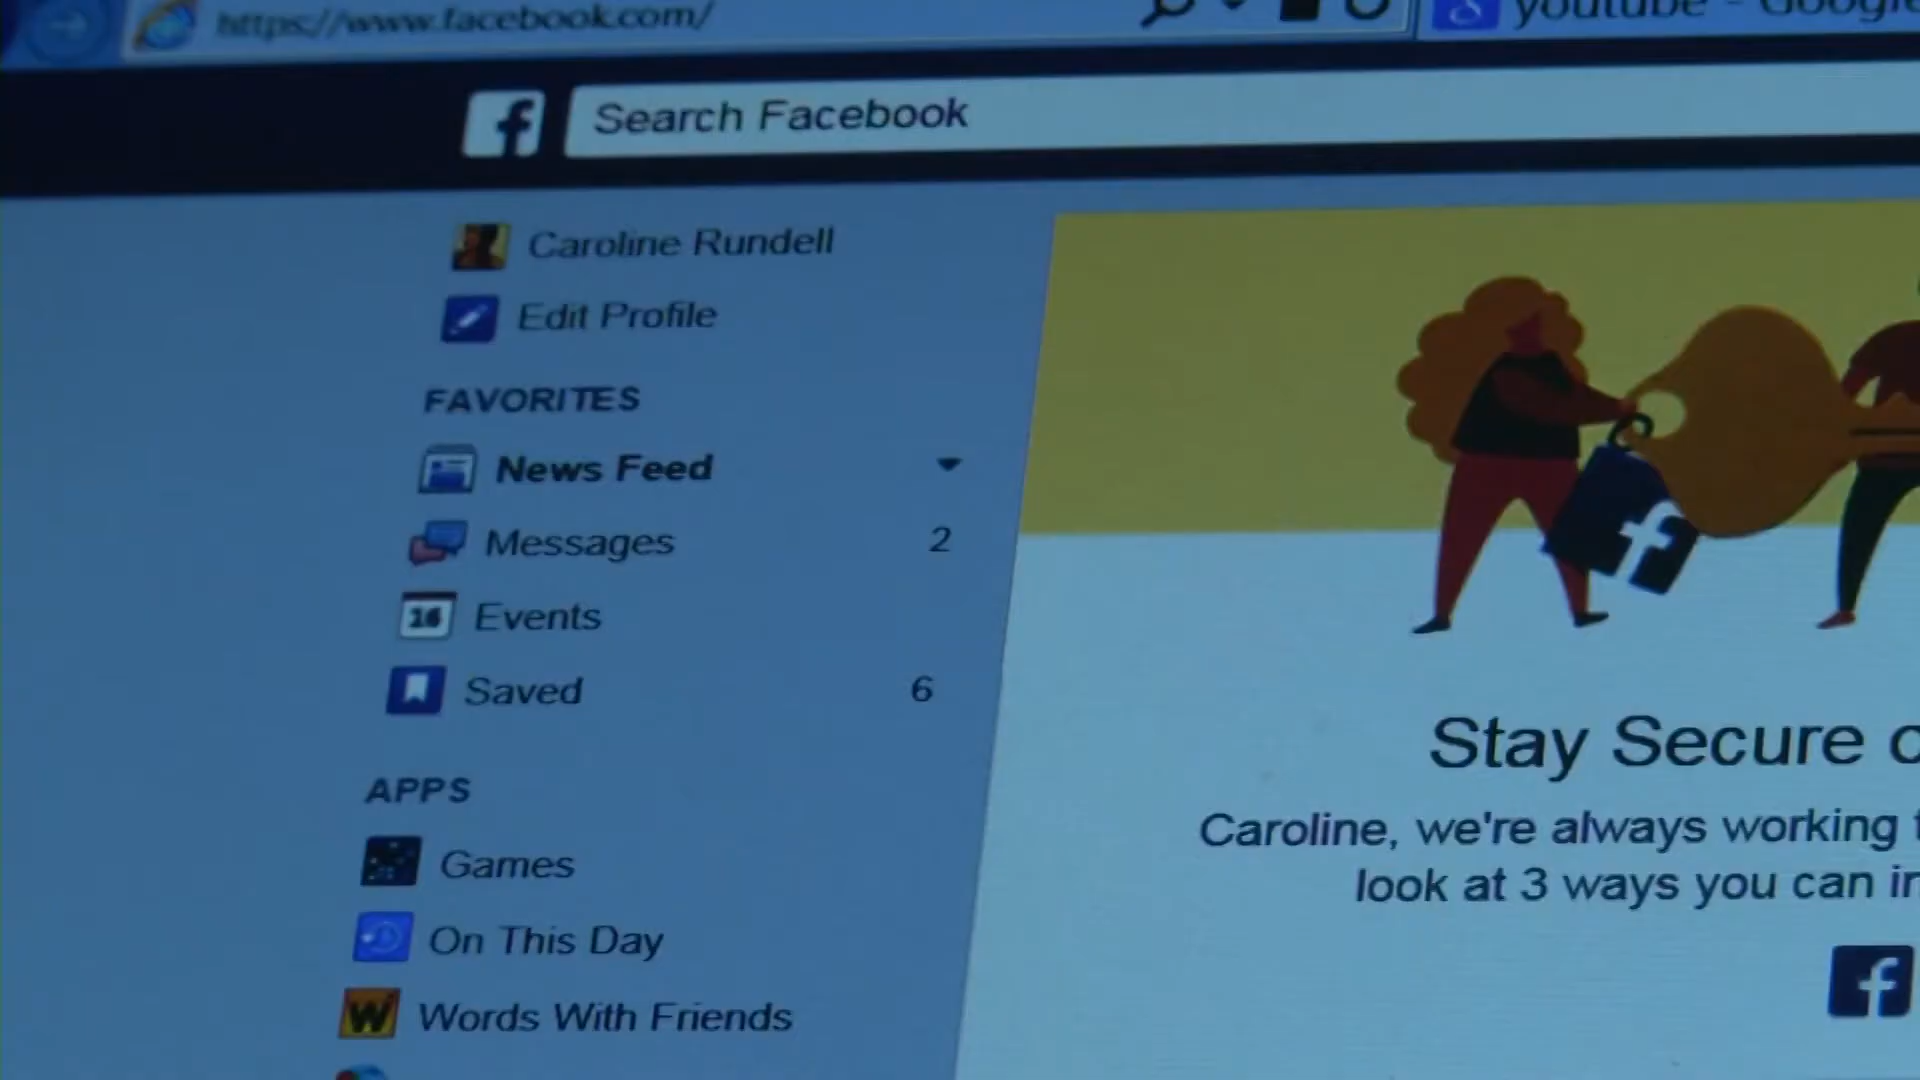 https://www.facebook.com/
youtube - Google
f
Search Facebook
Caroline Rundell
Edit Profile
FAVORITES
News Feed
Messages 2
16 Events
Saved 6
APPS
Games
On This Day
W Words With Friends
f
Stay Secure
Caroline, we're always working
look at 3 ways you can
f